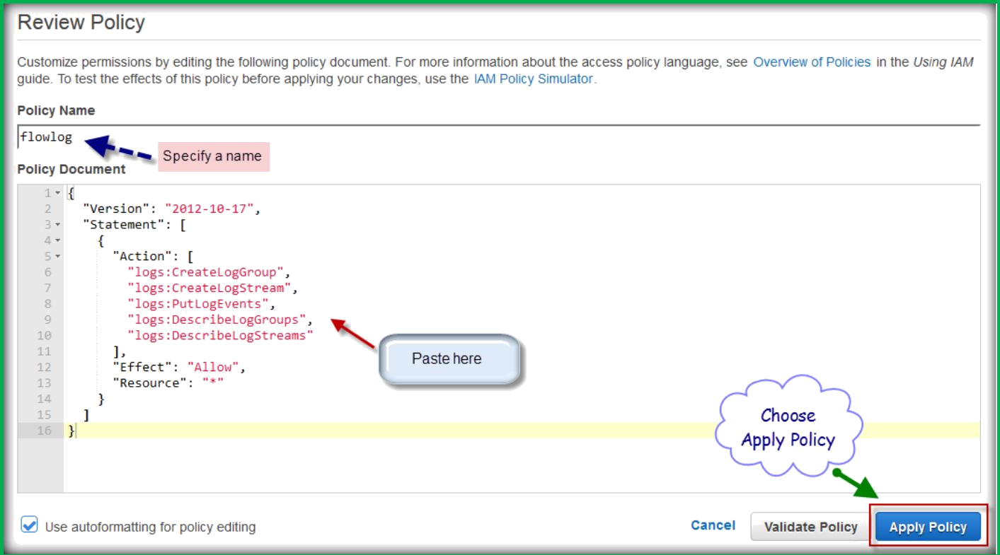 Review Policy
Customize permissions by editing the following policy document. For more information about the access policy language, see Overview of Policies in the Using IAM
guide. To test the effects of this policy before applying your changes, use the IAM Policy Simulator.
Policy Name
flowlog
Specify a name
Policy Document
1 {
2 "Version": "2012-10-17",
3 "Statement": [
4 {
5 "Action": [
6 "logs:CreateLogGroup",
7 "logs:CreateLogStream",
8 "logs:PutLogEvents",
9 "logs:DescribeLogGroups",
10 "logs:DescribeLogStreams"
11 ],
12 "Effect": "Allow",
13 "Resource": "*"
14 }
15 ]
16 }
Paste here
Choose
Apply Policy
Use autoformatting for policy editing
Cancel
Validate Policy
Apply Policy